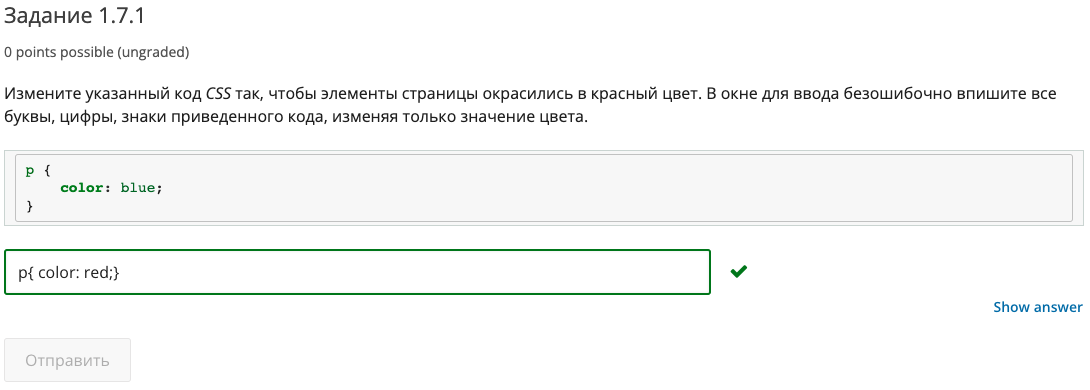 Задание 1.7.1
0 points possible (ungraded)
Измените указанный код CSS так, чтобы элементы страницы окрасились в красный цвет. В окне для ввода безошибочно впишите все
буквы, цифры, знаки приведенного кода, изменяя только значение цвета.
p {
color: blue;
}
p{ color: red;}
Show answer
Отправить